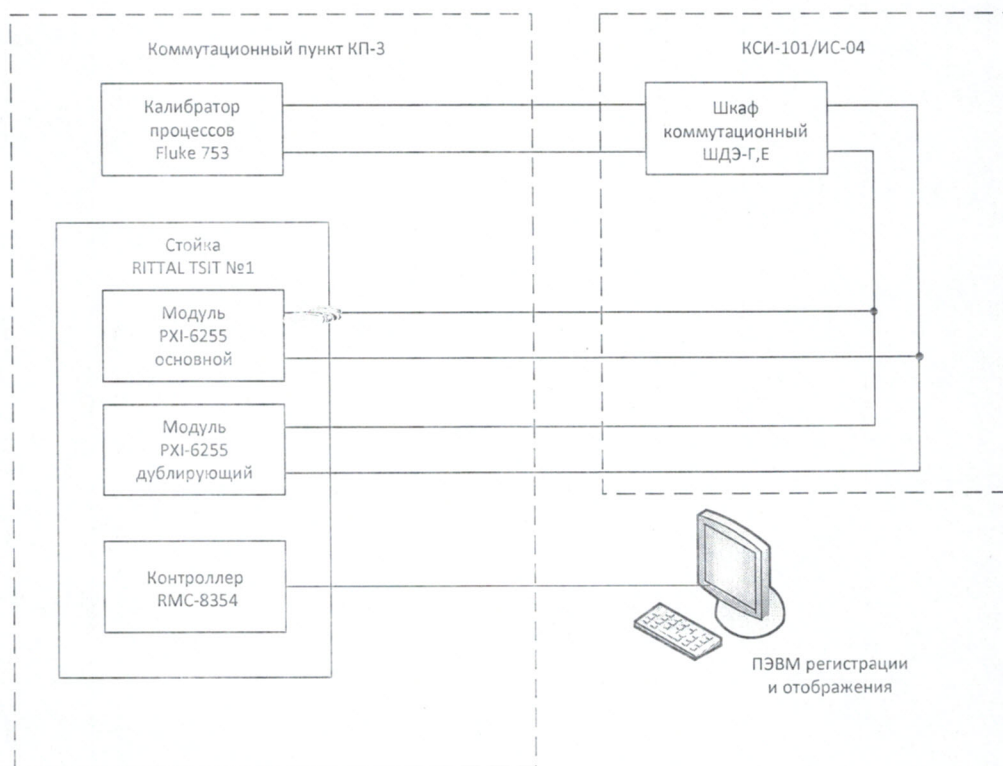 Коммутационный пункт КП-3
КСИ-101/ИС-04
Калибратор
процессов
Fluke 753
Шкаф
коммутационный
ШДЭ-Г,Е
Стойка
RITTAL TSIT №1
Модуль
PXI-6255
основной
Модуль
PXI-6255
дублирующий
Контроллер
RMC-8354
ПЭВМ регистрации
и отображения